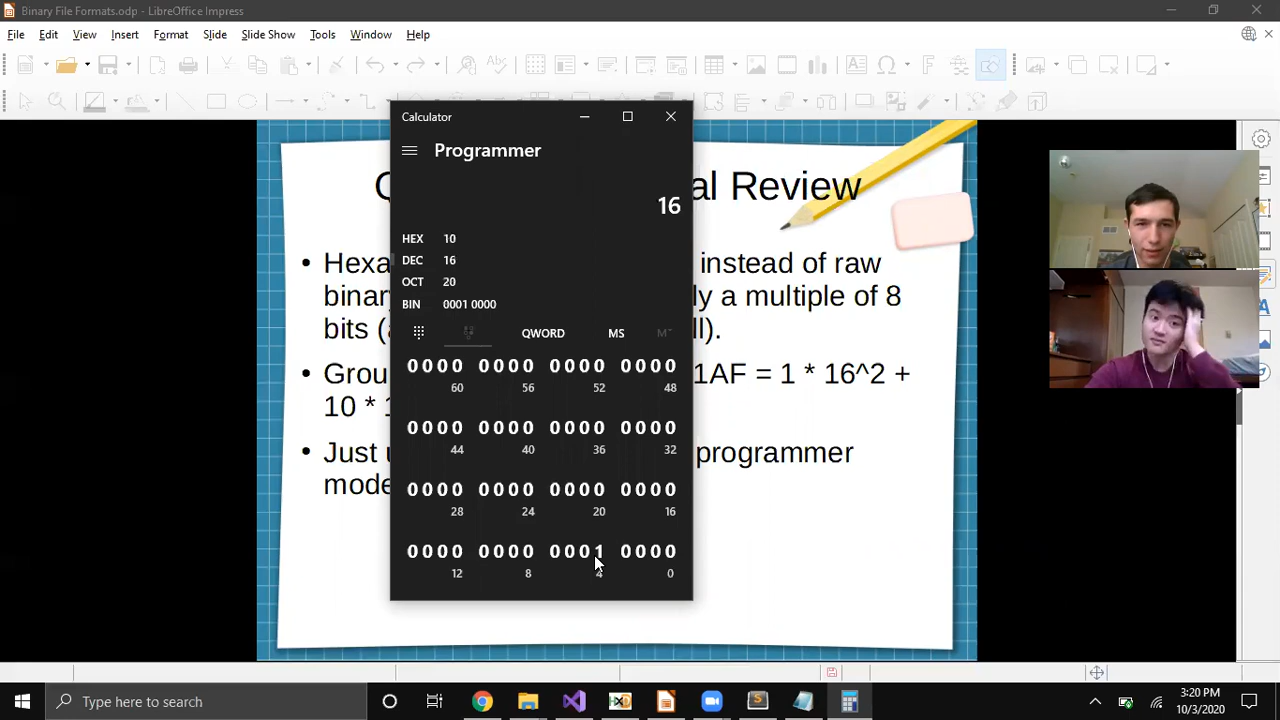 Binary File Formats.odp - LibreOffice Impress
File Edit View Insert Format Slide Slide Show Tools Window Help
Calculator
Programmer
al Review
16
HEX 10
DEC 16
OCT 20
BIN 0001 0000
QWORD MS
0000 0000 0000 0000
60 56 52 48
0000 0000 0000 0000
44 40 36 32
0000 0000 0000 0000
28 24 20 16
0000 0000 0001 0000
12 8 4 0
• Hexa instead of raw
binar ly a multiple of 8
bits ( ll).
• Grou 1AF = 1 * 16^2 +
10 *
• Just programmer
mode
Type here to search
3:20 PM
10/3/2020